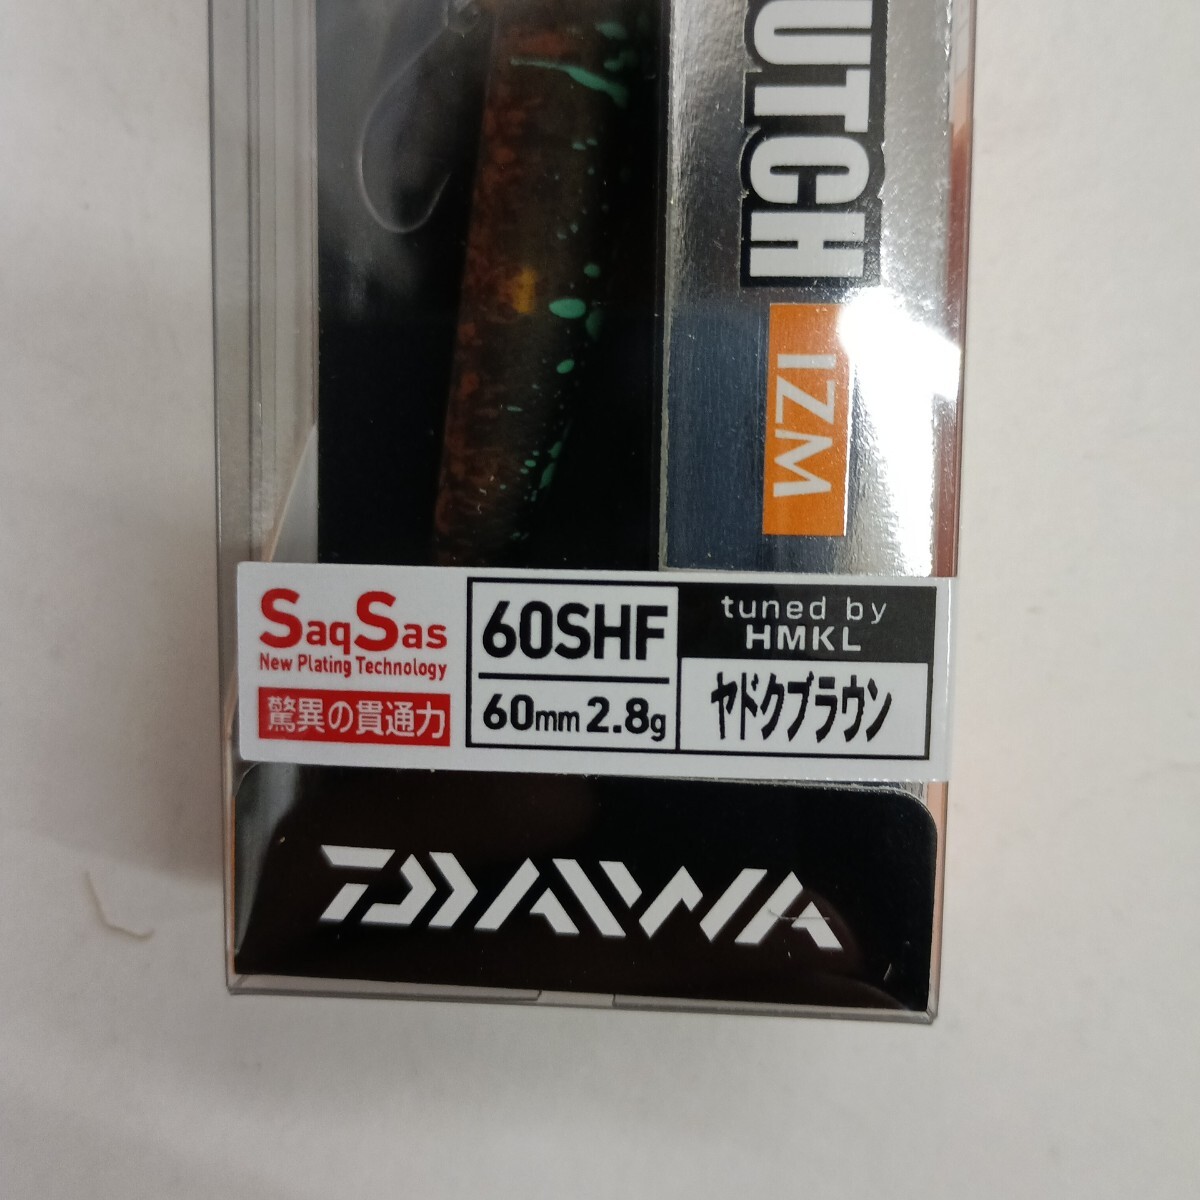 UTCH
IZM
SaqSas
New Plating Technology
驚異の貫通力
60SHF
60mm 2.8g
tuned by
HMKL
ヤドクブラウン
DAIWA